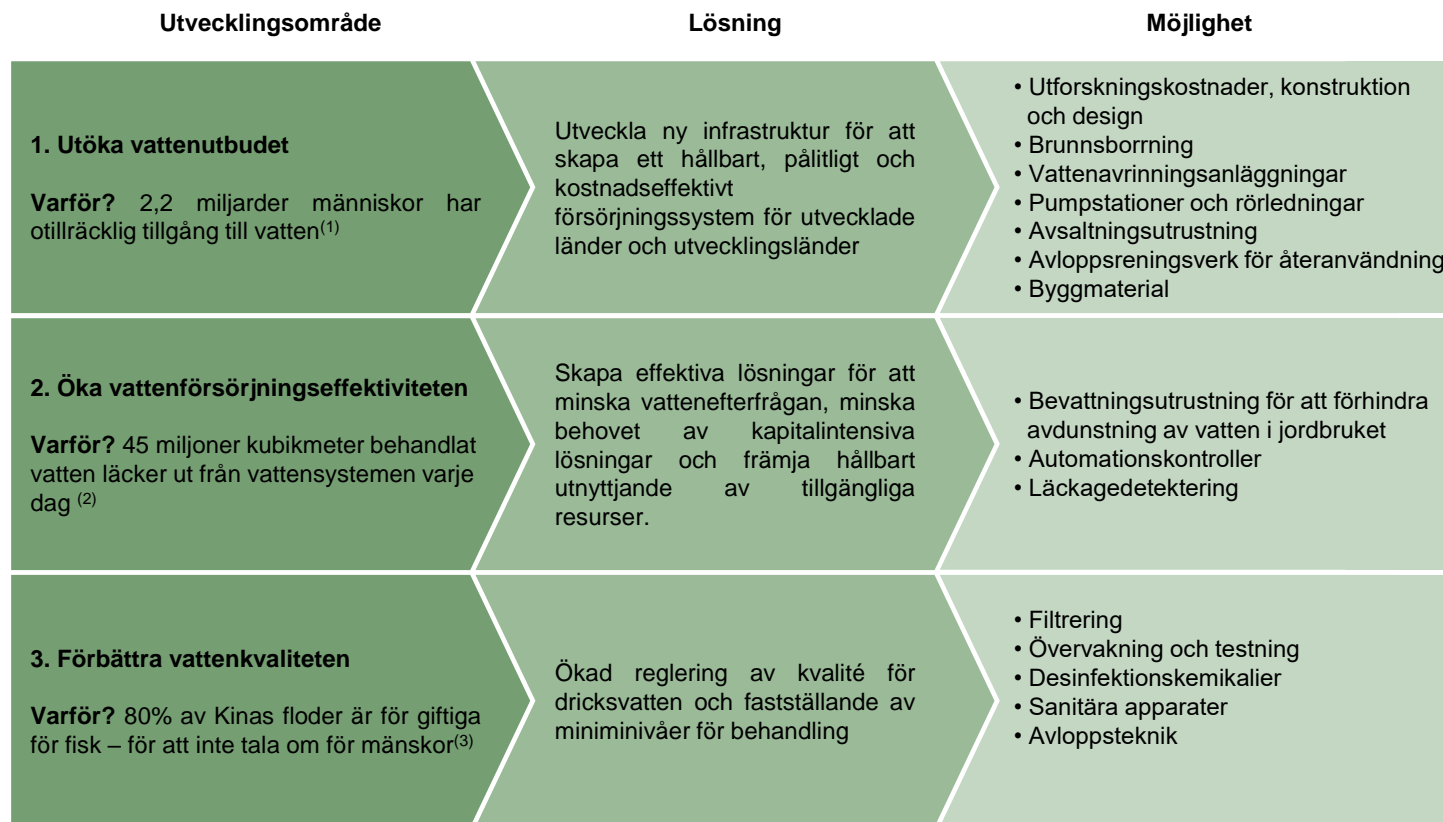 Utvecklingsområde
Lösning
Möjlighet
1. Utöka vattenutbudet
Varför? 2,2 miljarder människor har
otillräcklig tillgång till vatten(1)
Utveckla ny infrastruktur för att
skapa ett hållbart, pålitligt och
kostnadseffektivt
försörjningssystem för utvecklade
länder och utvecklingsländer
• Utforskningskostnader, konstruktion
och design
• Brunnsborrning
• Vattenavrinningsanläggningar
• Pumpstationer och rörledningar
• Avsaltningsutrustning
• Avloppsreningsverk för återanvändning
• Byggmaterial
2. Öka vattenförsörjningseffektiviteten
Varför? 45 miljoner kubikmeter behandlat
vatten läcker ut från vattensystemen varje
dag (2)
Skapa effektiva lösningar för att
minska vattenefterfrågan, minska
behovet av kapitalintensiva
lösningar och främja hållbart
utnyttjande av tillgängliga
resurser.
• Bevattningsutrustning för att förhindra
avdunstning av vatten i jordbruket
• Automationskontroller
• Läckagedetektering
3. Förbättra vattenkvaliteten
Varför? 80% av Kinas floder är för giftiga
för fisk – för att inte tala om för mänskor(3)
Ökad reglering av kvalité för
dricksvatten och fastställande av
miniminivåer för behandling
• Filtrering
• Övervakning och testning
• Desinfektionskemikalier
• Sanitära apparater
• Avloppsteknik